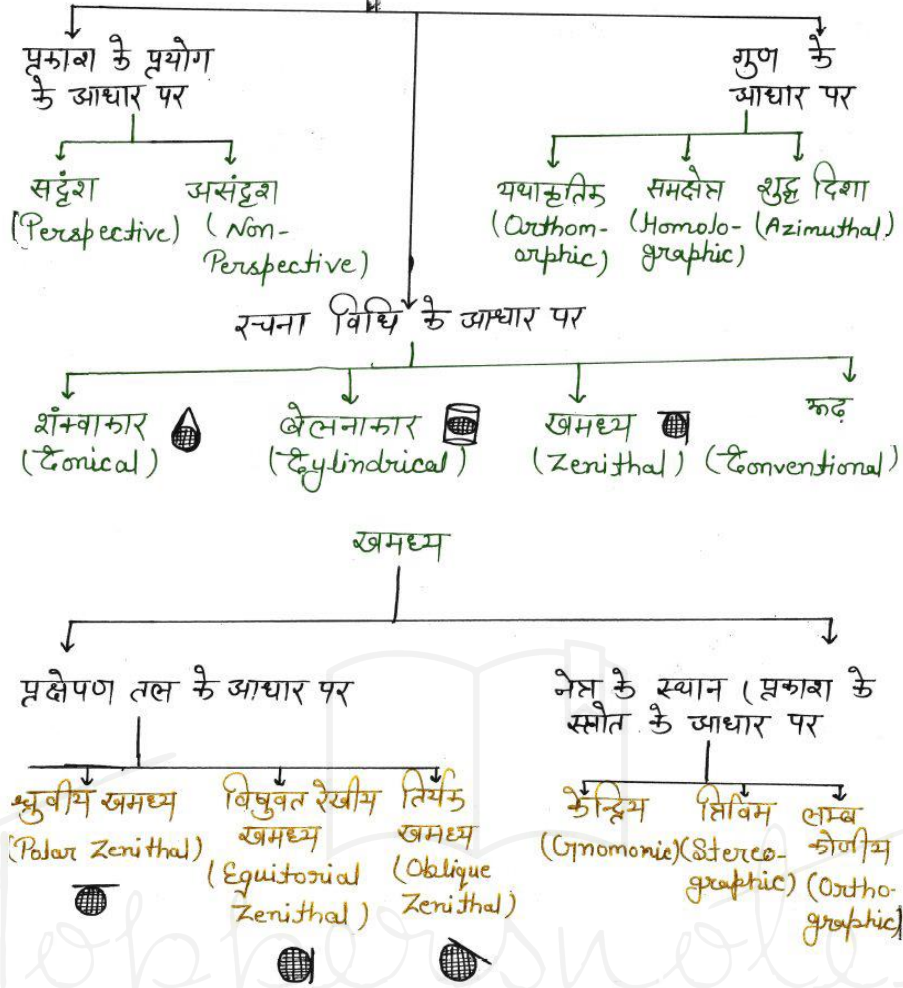 प्रकाश के प्रयोग
के आधार पर
गुण के
आधार पर
सदृंश
(Perspective)
असंदृश
(Non-
Perspective)
यथाकृतिक
(Orthom-
orphic)
समक्षेत्र
(Homolo-
graphic)
शुद्ध दिशा
(Azimuthal)
रचना विधि के आधार पर
शंक्वाकार
(Conical)
बेलनाकार
(Cylindrical)
खमध्य
(Zenithal)
रूढ़
(Conventional)
खमध्य
प्रक्षेपण तल के आधार पर
नेत्र के स्थान (प्रकाश के
स्त्रोत के आधार पर
ध्रुवीय खमध्य
(Polar Zenithal)
विषुवत रेखीय
खमध्य
(Equitorial
Zenithal)
तिर्यक
खमध्य
(Oblique
Zenithal)
केन्द्रिय
(Gnomonic)
त्रिविम
(Stereo-
graphic)
लम्ब
कोणीय
(Ortho-
graphic)
Toppersnotes